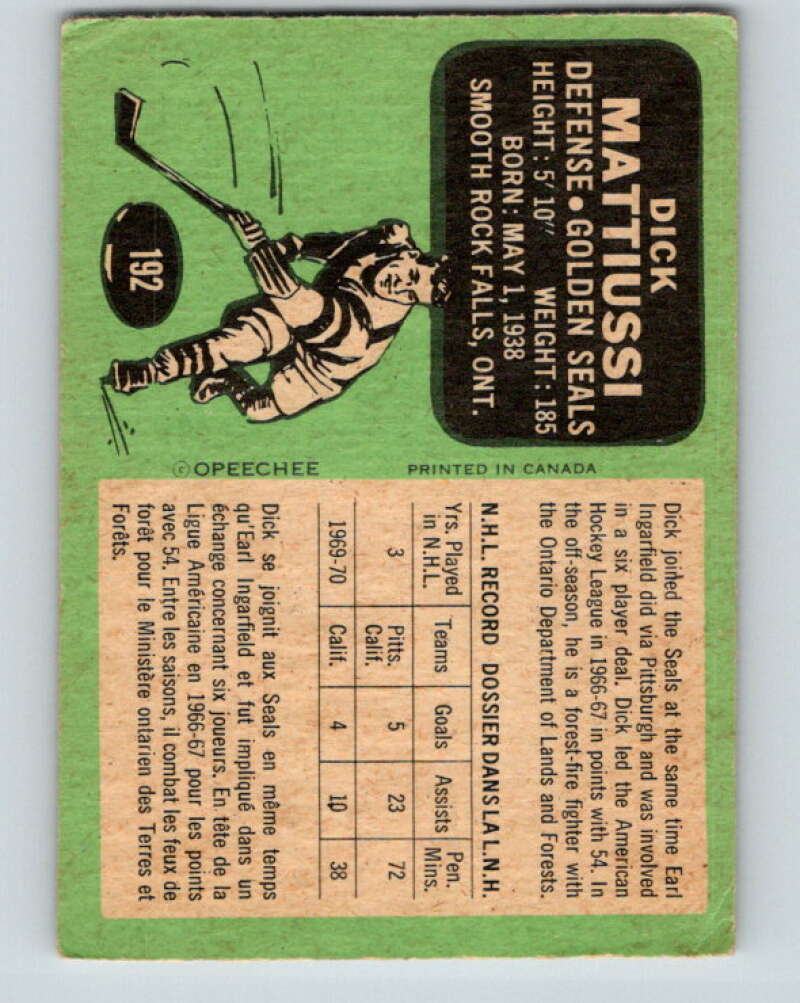 DICK
MATTIUSSI
DEFENSE • GOLDEN SEALS
HEIGHT: 5' 10" WEIGHT: 185
BORN: MAY 1, 1938
SMOOTH ROCK FALLS, ONT.
192
© OPEECHEE PRINTED IN CANADA
Dick joined the Seals at the same time Earl
Ingarfield did via Pittsburgh and was involved
in a six player deal. Dick led the American
Hockey League in 1966-67 in points with 54. In
the off-season, he is a forest-fire fighter with
the Ontario Department of Lands and Forests.
N.H.L. RECORD DOSSIER DANS LA L.N.H.
Yrs. Played in N.H.L. Teams Goals Assists Pen. Mins.
3 Pitts. Calif. 5 23 72
1969-70 Calif. 4 10 38
Dick se joignit aux Seals en même temps
qu'Earl Ingarfield et fut impliqué dans un
échange concernant six joueurs. En tête de la
Ligue Américaine en 1966-67 pour les points
avec 54. Entre les saisons, il combat les feux de
forêt pour le Ministère ontarien des Terres et
Forêts.